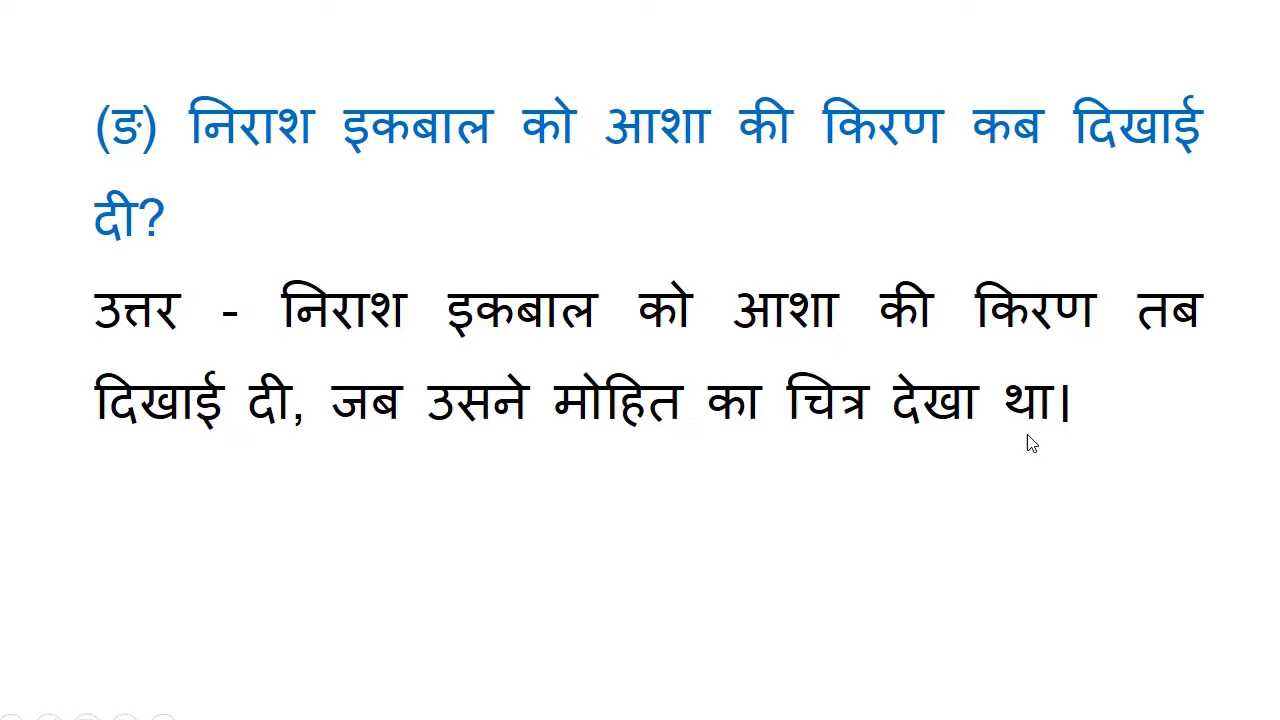 (ङ) निराश इकबाल को आशा की किरण कब दिखाई
दी?
उत्तर - निराश इकबाल को आशा की किरण तब
दिखाई दी, जब उसने मोहित का चित्र देखा था।